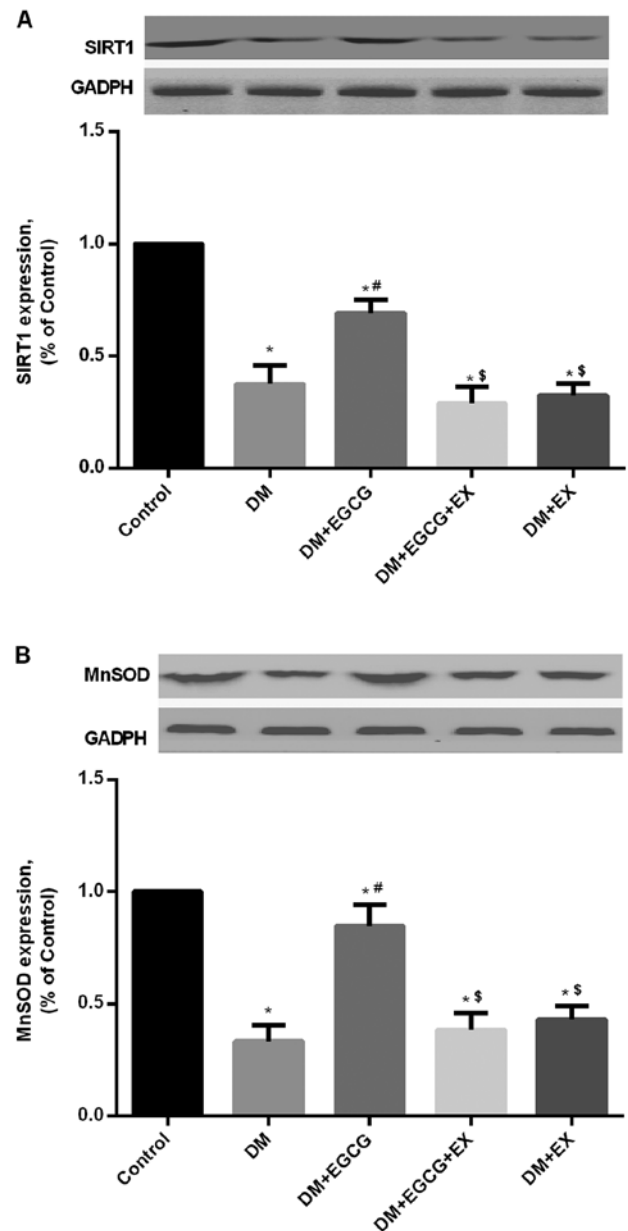 A
SIRT1
GADPH
SIRT1 expression,
(% of Control)
1.5
1.0
0.5
0.0
*
*#
*$
*$
Control
DM
DM+EGCG
DM+EGCG+EX
DM+EX
B
MnSOD
GADPH
MnSOD expression,
(% of Control)
1.5
1.0
0.5
0.0
*
*#
*$
*$
Control
DM
DM+EGCG
DM+EGCG+EX
DM+EX